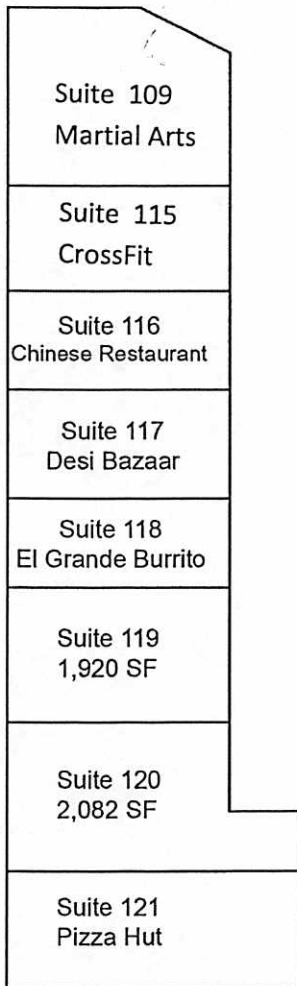 Suite 109
Martial Arts
Suite 115
CrossFit
Suite 116
Chinese Restaurant
Suite 117
Desi Bazaar
Suite 118
El Grande Burrito
Suite 119
1,920 SF
Suite 120
2,082 SF
Suite 121
Pizza Hut